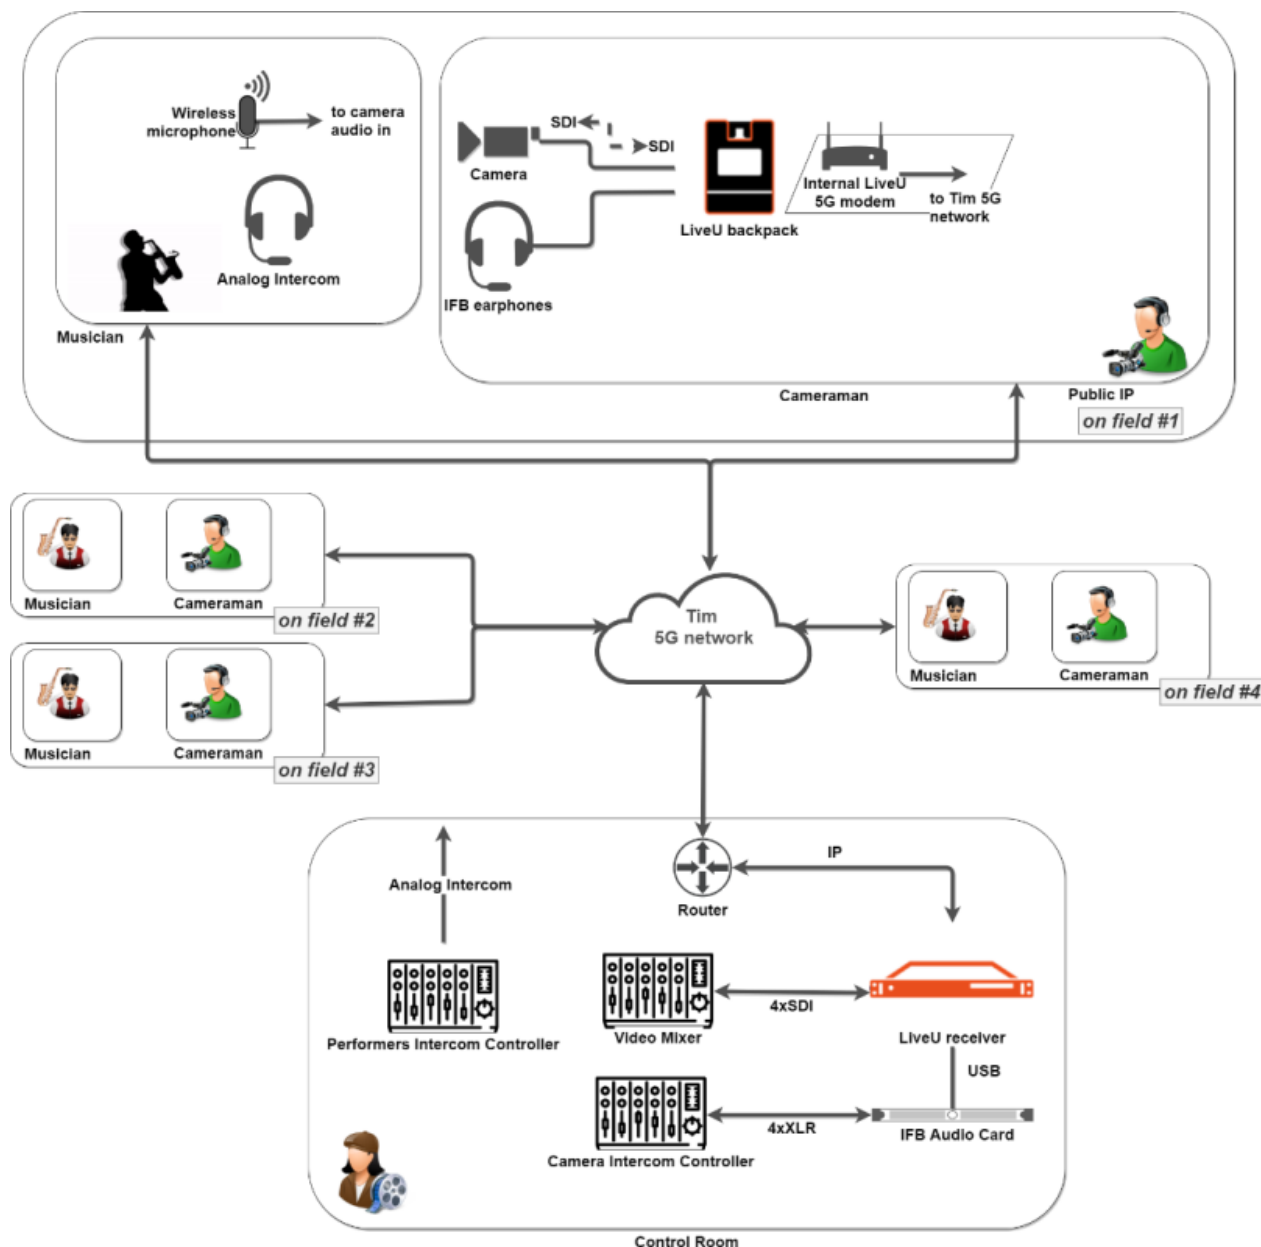 Wireless
microphone
to camera
audio in
Analog Intercom
Musician
SDI
SDI
Camera
IFB earphones
LiveU backpack
Internal LiveU
5G modem
to Tim 5G
network
Cameraman
Public IP
on field #1
Musician
Cameraman
on field #2
Musician
Cameraman
on field #3
Tim
5G network
Musician
Cameraman
on field #4
Analog Intercom
Performers Intercom Controller
Router
IP
Video Mixer
4xSDI
LiveU receiver
USB
Camera Intercom Controller
4xXLR
IFB Audio Card
Control Room